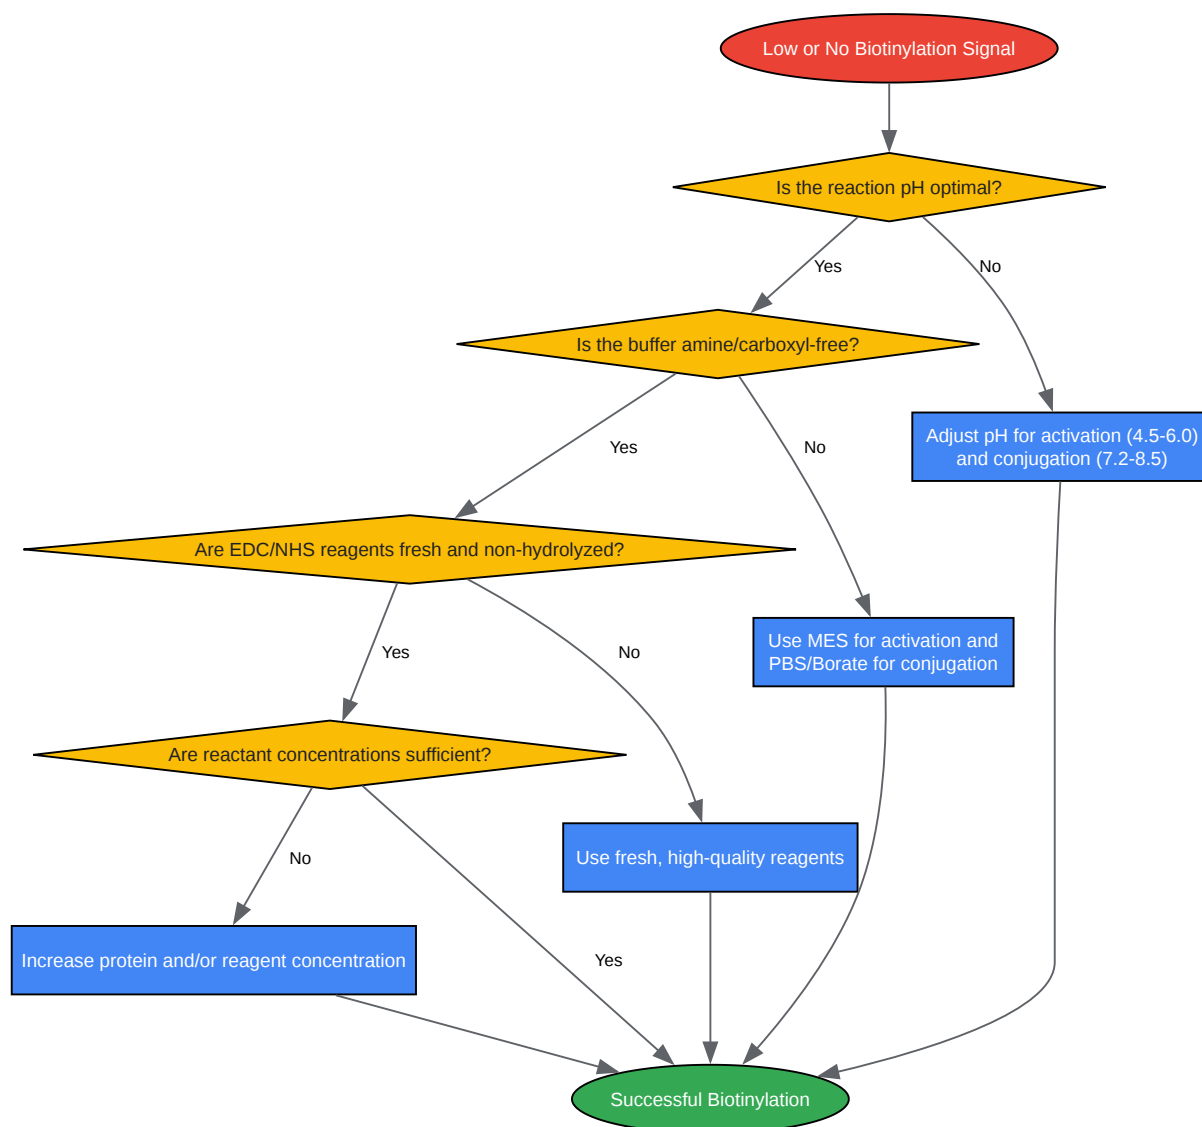 Low or No Biotinylation Signal
Is the reaction pH optimal?
Yes
No
Is the buffer amine/carboxyl-free?
Adjust pH for activation (4.5-6.0)
and conjugation (7.2-8.5)
Yes
No
Are EDC/NHS reagents fresh and non-hydrolyzed?
Use MES for activation and
PBS/Borate for conjugation
Yes
No
Are reactant concentrations sufficient?
Use fresh, high-quality reagents
No
Yes
Increase protein and/or reagent concentration
Successful Biotinylation